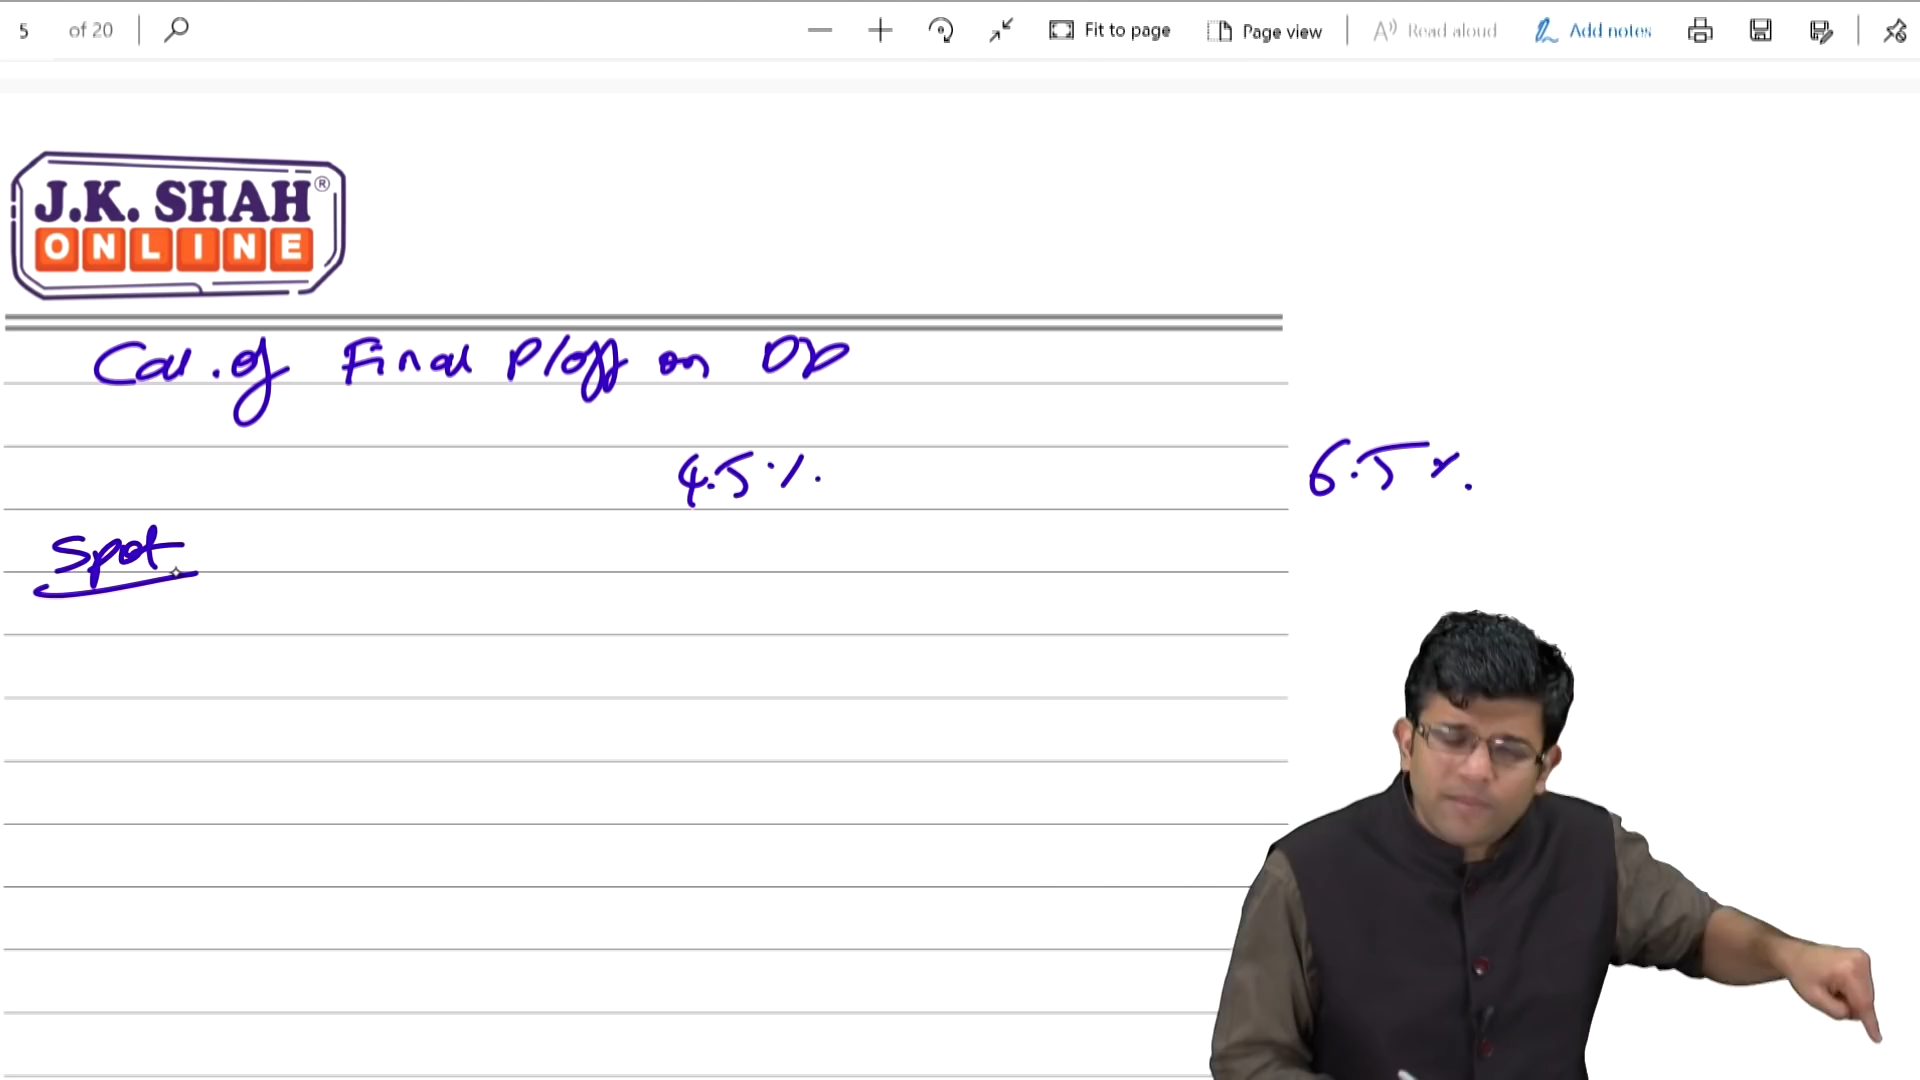 5 of 20 Fit to page Page view Read aloud Add notes
J.K. SHAH®
ONLINE
Cal. of Final P/off on DD
4.5%. 6.5%.
Spot